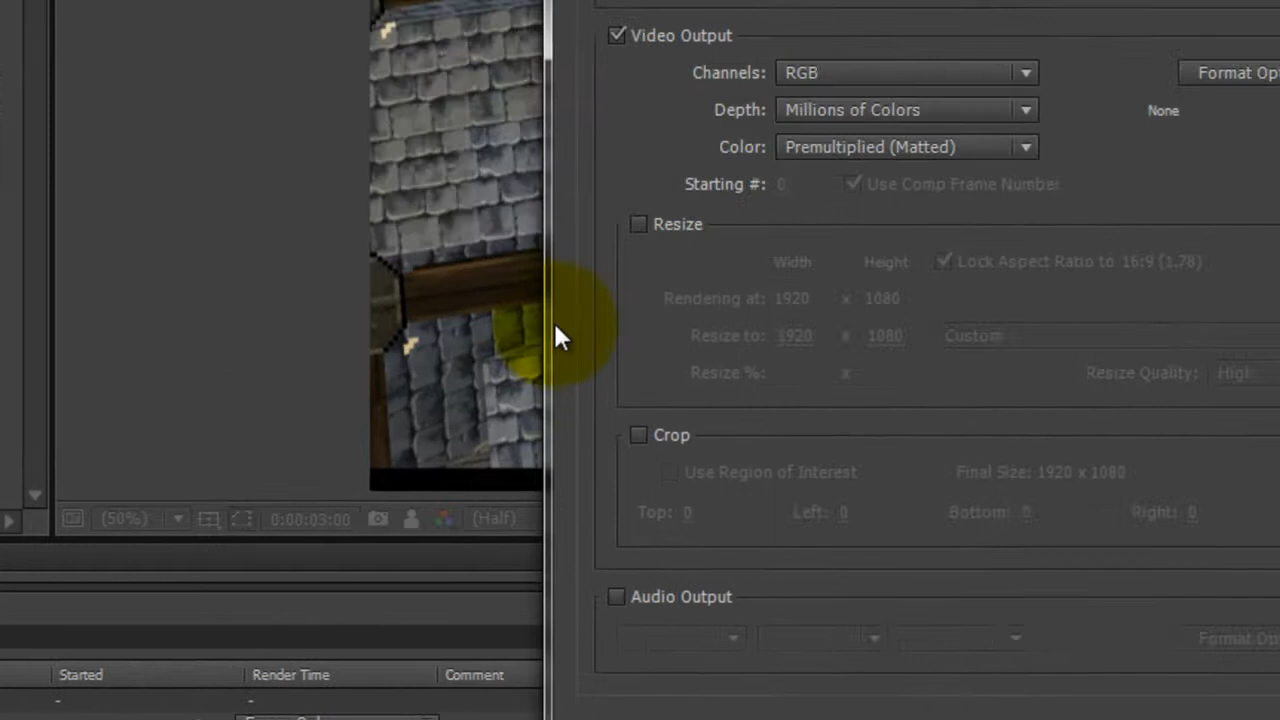 Video Output
Channels: RGB Format Op
Depth: Millions of Colors None
Color: Premultiplied (Matted)
Starting #: 0 Use Comp Frame Number
Resize
Width Height Lock Aspect Ratio to 16:9 (1.78)
Rendering at: 1920 x 1080
Resize to: 1920 x 1080 Custom
Resize %: x Resize Quality: High
Crop
Use Region of Interest Final Size: 1920 x 1080
Top: 0 Left: 0 Bottom: 0 Right: 0
(50%) 0:00:03:00 (Half)
Audio Output
Format Op
Started Render Time Comment
- -